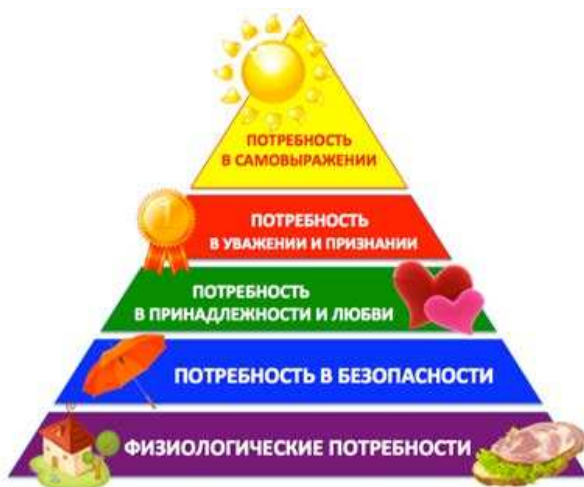 ПОТРЕБНОСТЬ
В САМОВЫРАЖЕНИИ
ПОТРЕБНОСТЬ
В УВАЖЕНИИ И ПРИЗНАНИИ
ПОТРЕБНОСТЬ
В ПРИНАДЛЕЖНОСТИ И ЛЮБВИ
ПОТРЕБНОСТЬ В БЕЗОПАСНОСТИ
ФИЗИОЛОГИЧЕСКИЕ ПОТРЕБНОСТИ